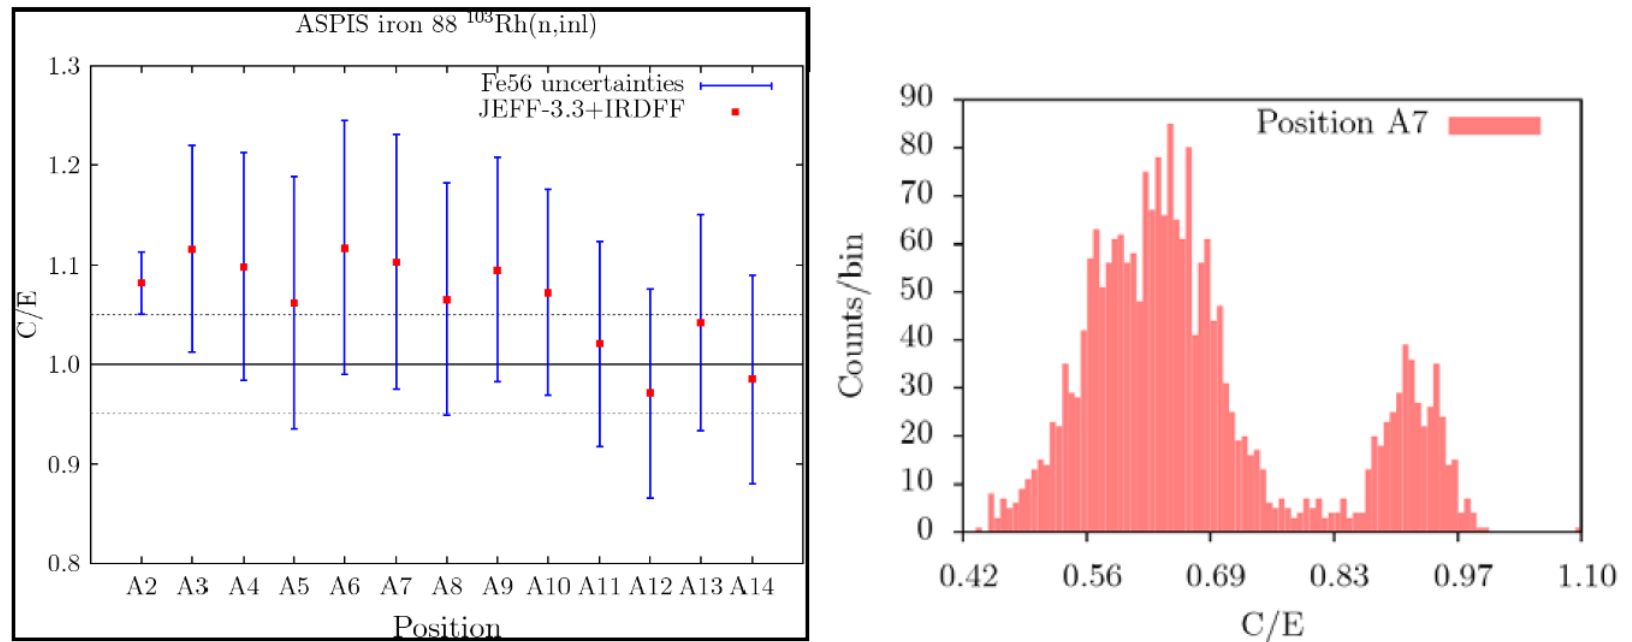 ASPIS iron 88 ¹⁰³Rh(n,inl)
Fe56 uncertainties
JEFF-3.3+IRDFF
C/E
1.3
1.2
1.1
1.0
0.9
0.8
A2 A3 A4 A5 A6 A7 A8 A9 A10 A11 A12 A13 A14
Position
Position A7
Counts/bin
90
80
70
60
50
40
30
20
10
0
0.42 0.56 0.69 0.83 0.97 1.10
C/E